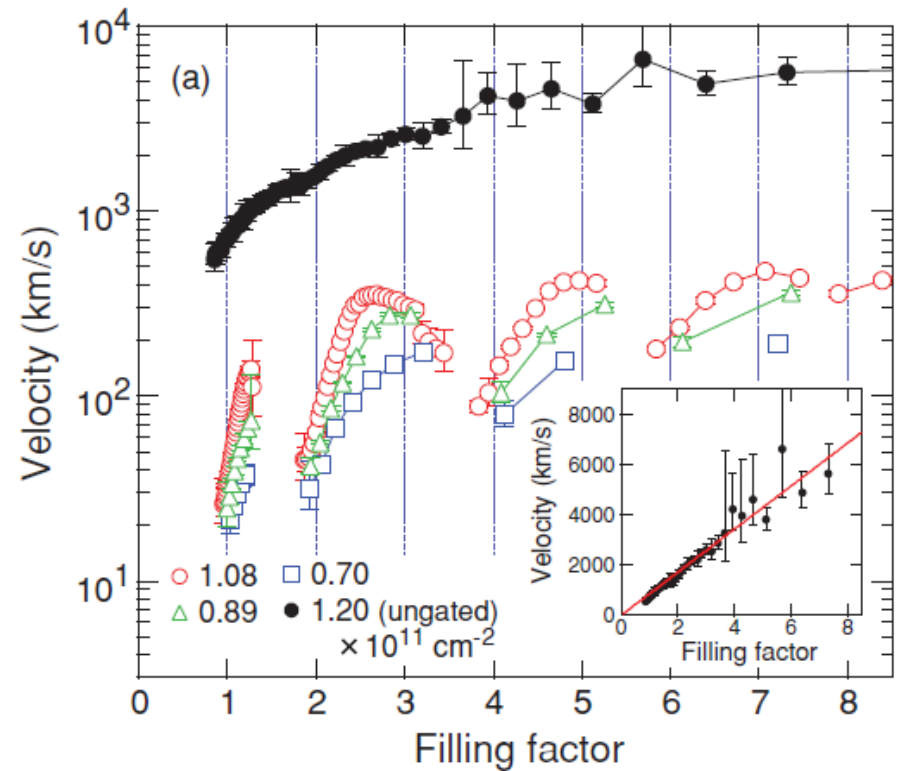 (a)
10⁴
10³
10²
10¹
Velocity (km/s)
0 1 2 3 4 5 6 7 8
Filling factor
1.08 0.70
0.89 1.20 (ungated)
× 10¹¹ cm⁻²
8000
6000
4000
2000
0
Velocity (km/s)
0 2 4 6 8
Filling factor